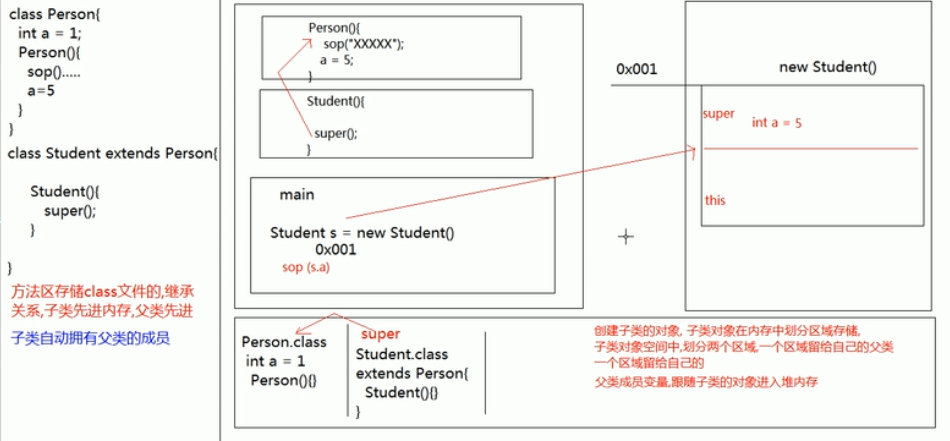 class Person{
int a = 1;
Person(){
sop().....
a=5
}
}
class Student extends Person{
Student(){
super();
}
}
方法区存储class文件的,继承
关系,子类先进内存,父类先进
子类自动拥有父类的成员
Person(){
sop("XXXXX");
a = 5;
}
Student(){
super();
}
main
Student s = new Student()
0x001
sop (s.a)
0x001
new Student()
super
int a = 5
this
Person.class
int a = 1
Person(){}
super
Student.class
extends Person{
Student(){}
}
创建子类的对象, 子类对象在内存中划分区域存储,
子类对象空间中,划分两个区域,一个区域留给自己的父类
一个区域留给自己的
父类成员变量,跟随子类的对象进入堆内存